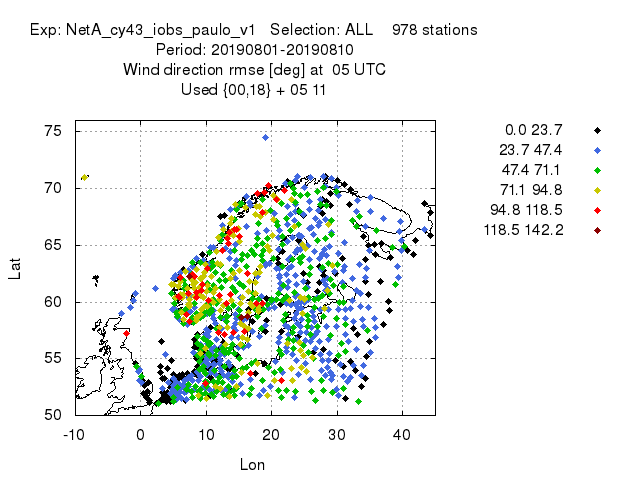 Exp: NetA_cy43_iobs_paulo_v1   Selection: ALL    978 stations
Period: 20190801-20190810
Wind direction rmse [deg] at  05 UTC
Used {00,18} + 05 11
0.0 23.7
23.7 47.4
47.4 71.1
71.1 94.8
94.8 118.5
118.5 142.2
75
70
65
60
55
50
Lat
-10 0 10 20 30 40
Lon